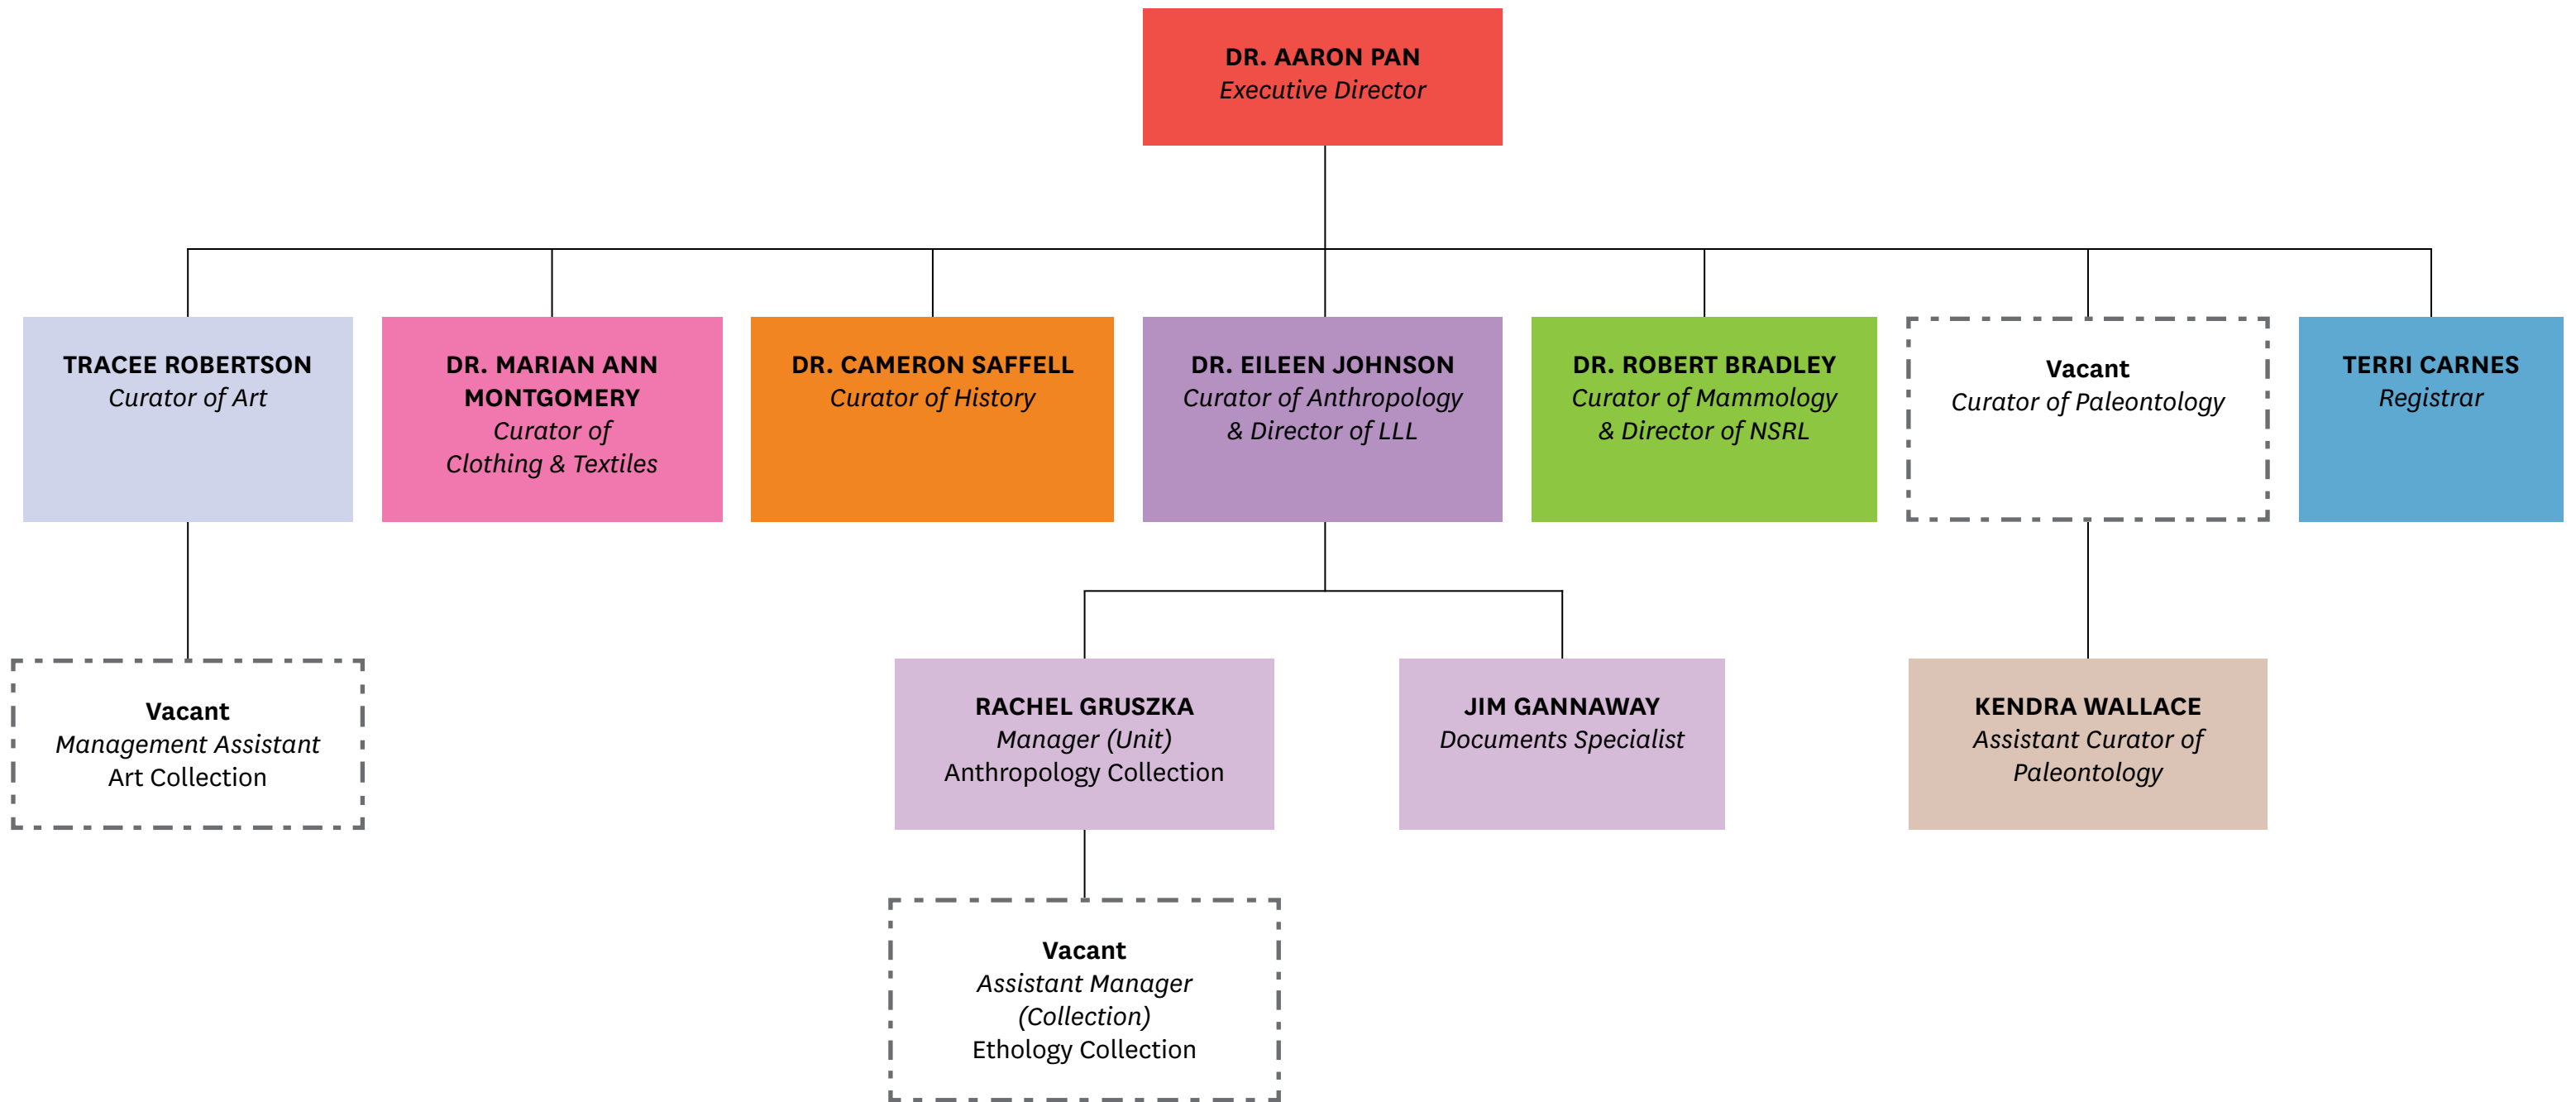 DR. AARON PAN
Executive Director
TRACEE ROBERTSON
Curator of Art
DR. MARIAN ANN
MONTGOMERY
Curator of
Clothing & Textiles
DR. CAMERON SAFFELL
Curator of History
DR. EILEEN JOHNSON
Curator of Anthropology
& Director of LLL
DR. ROBERT BRADLEY
Curator of Mammology
& Director of NSRL
Vacant
Curator of Paleontology
TERRI CARNES
Registrar
Vacant
Management Assistant
Art Collection
RACHEL GRUSZKA
Manager (Unit)
Anthropology Collection
JIM GANNAWAY
Documents Specialist
KENDRA WALLACE
Assistant Curator of
Paleontology
Vacant
Assistant Manager
(Collection)
Ethology Collection